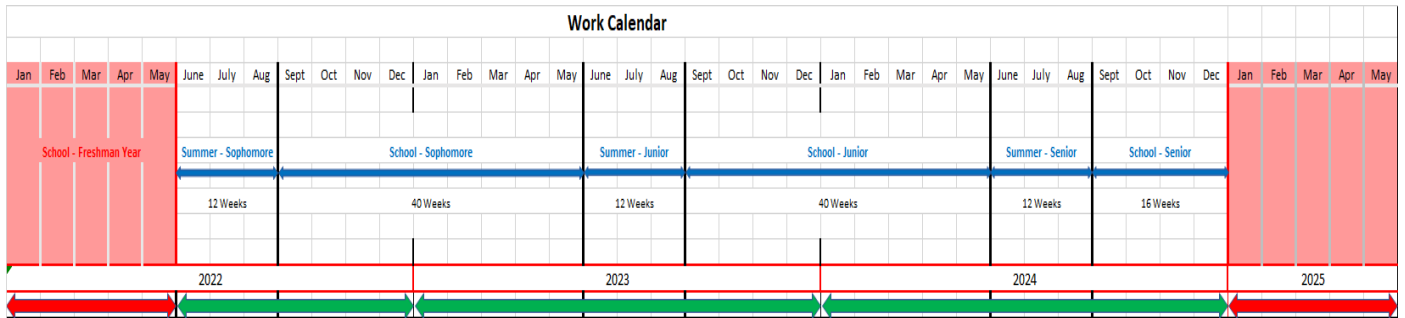 Work Calendar
Jan Feb Mar Apr May June July Aug Sept Oct Nov Dec Jan Feb Mar Apr May June July Aug Sept Oct Nov Dec Jan Feb Mar Apr May June July Aug Sept Oct Nov Dec Jan Feb Mar Apr May
School - Freshman Year Summer - Sophomore School - Sophomore Summer - Junior School - Junior Summer - Senior School - Senior
12 Weeks 40 Weeks 12 Weeks 40 Weeks 12 Weeks 16 Weeks
2022 2023 2024 2025